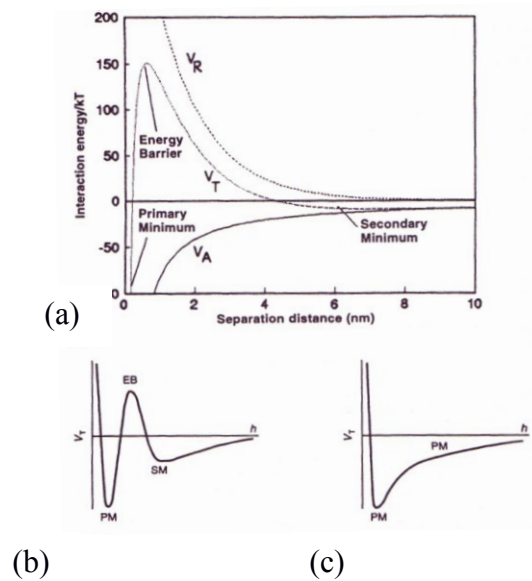 200
150
100
50
0
-50
0
Interaction energy/kT
V_R
Energy
Barrier
V_T
Primary
Minimum
Secondary
Minimum
V_A
0 2 4 6 8 10
Separation distance (nm)
(a)
EB
h
V_T
SM
PM
h
V_T
PM
PM
(b) (c)